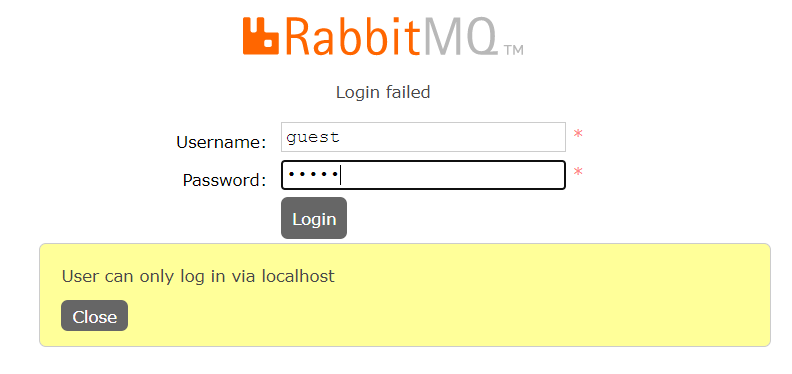 RabbitMQ™
Login failed
Username: guest *
Password: ••••• *
Login
User can only log in via localhost
Close